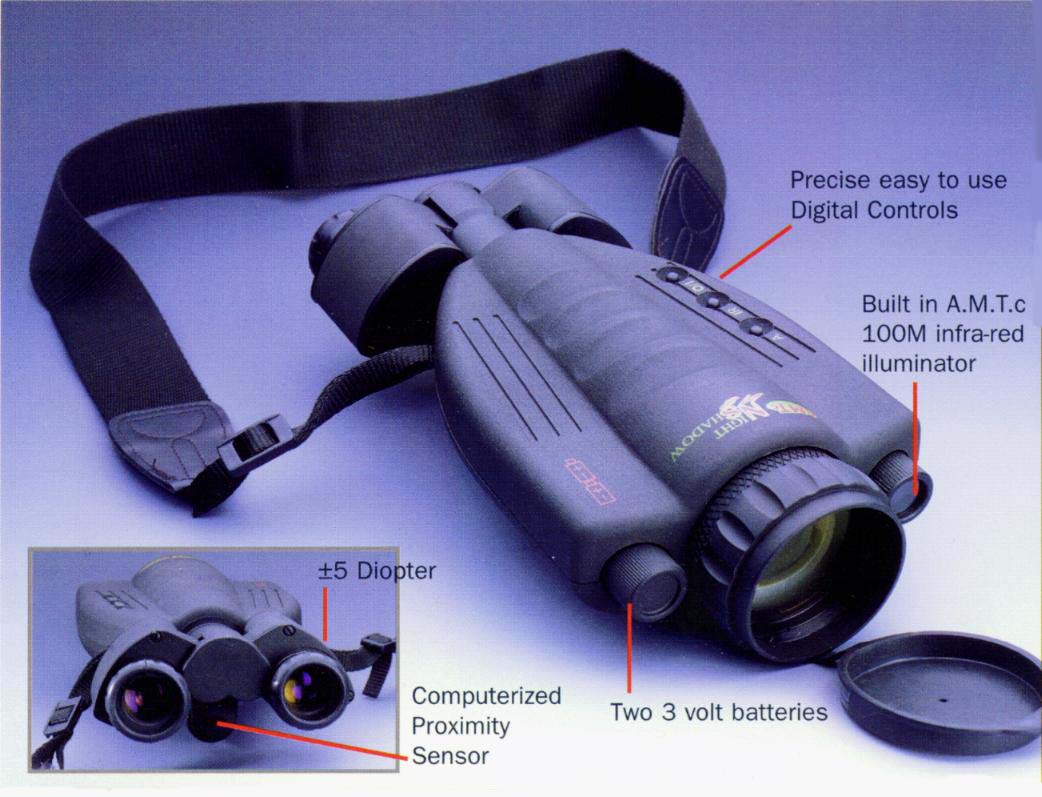 Precise easy to use
Digital Controls
Built in A.M.T.c
100M infra-red
illuminator
NIGHT
SHADOW
±5 Diopter
Computerized
Proximity
Sensor
Two 3 volt batteries